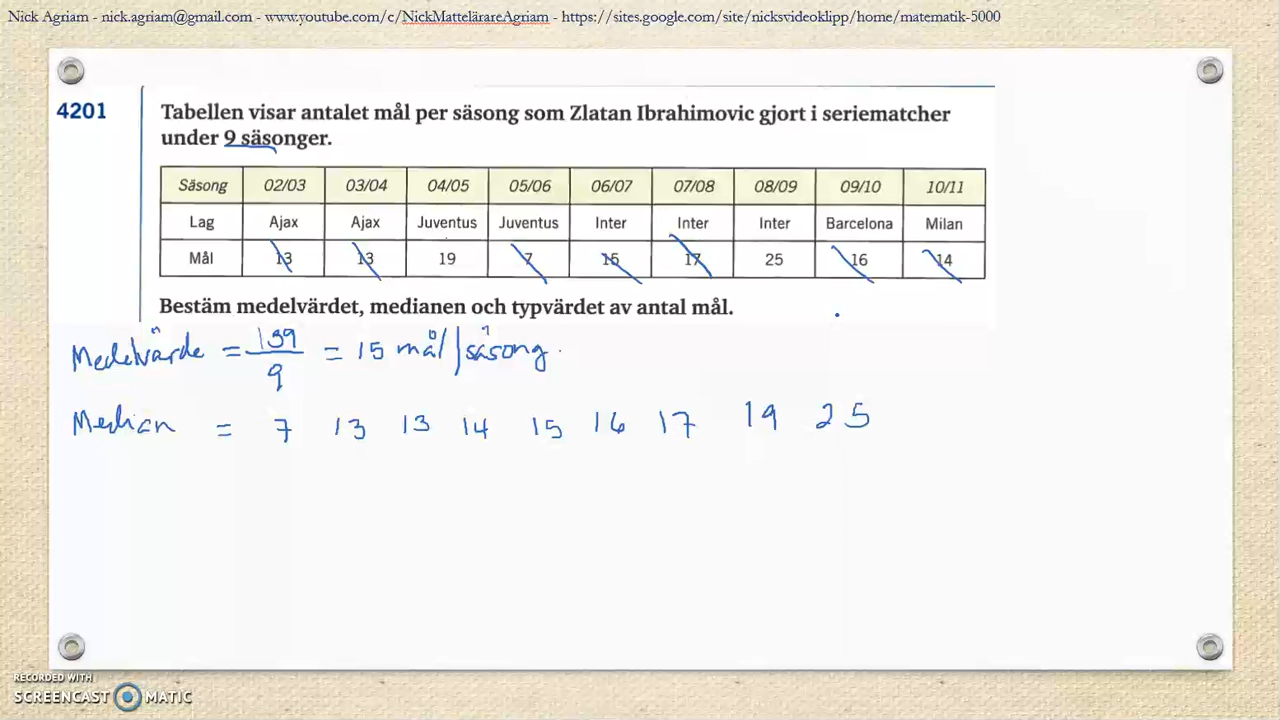 Nick Agriam - nick.agriam@gmail.com - www.youtube.com/c/NickMattelärareAgriam - https://sites.google.com/site/nicksvideoklipp/home/matematik-5000
4201 Tabellen visar antalet mål per säsong som Zlatan Ibrahimovic gjort i seriematcher
under 9 säsonger.
Säsong 02/03 03/04 04/05 05/06 06/07 07/08 08/09 09/10 10/11
Lag Ajax Ajax Juventus Juventus Inter Inter Inter Barcelona Milan
Mål 13 13 19 7 15 17 25 16 14
Bestäm medelvärdet, medianen och typvärdet av antal mål.
Medelvärde = 139/9 = 15 mål/säsong.
Median = 7 13 13 14 15 16 17 19 25
RECORDED WITH
SCREENCAST MATIC